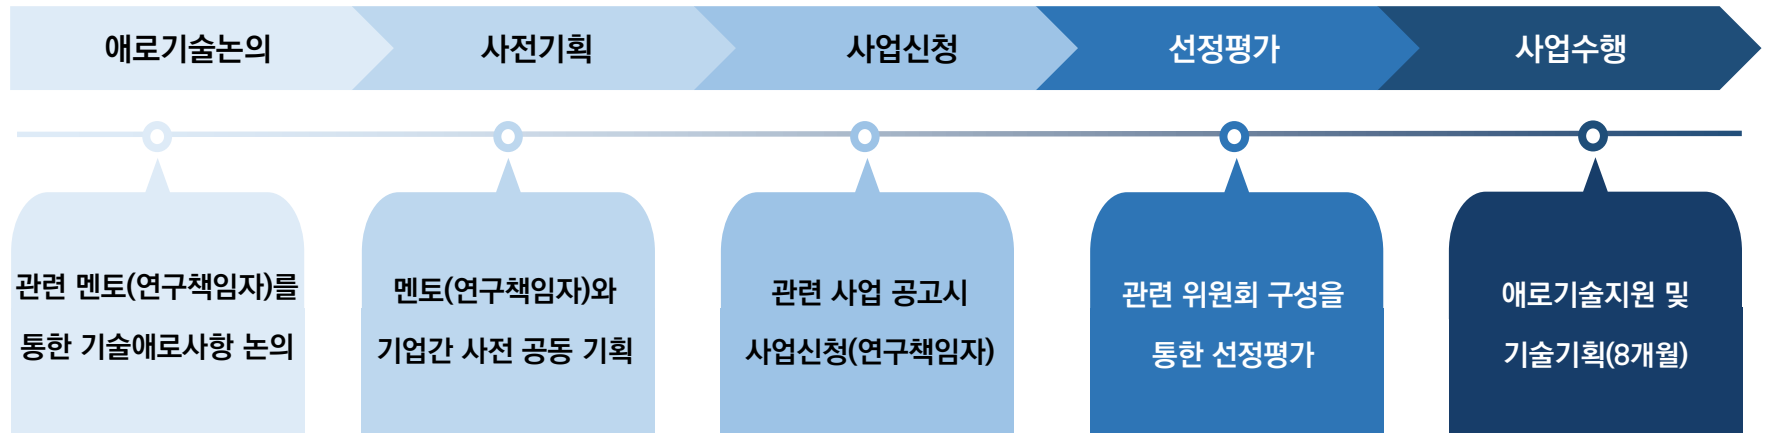 애로기술논의
사전기획
사업신청
선정평가
사업수행
관련 멘토(연구책임자)를
통한 기술애로사항 논의
멘토(연구책임자)와
기업간 사전 공동 기획
관련 사업 공고시
사업신청(연구책임자)
관련 위원회 구성을
통한 선정평가
애로기술지원 및
기술기획(8개월)